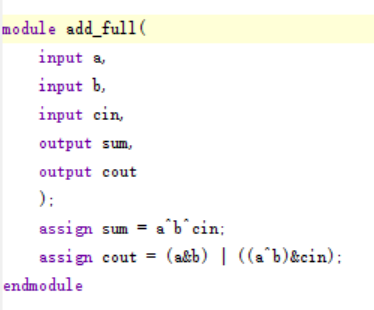 module add_full(
    input a,
    input b,
    input cin,
    output sum,
    output cout
    );
    assign sum = a^b^cin;
    assign cout = (a&b) | ((a^b)&cin);
endmodule